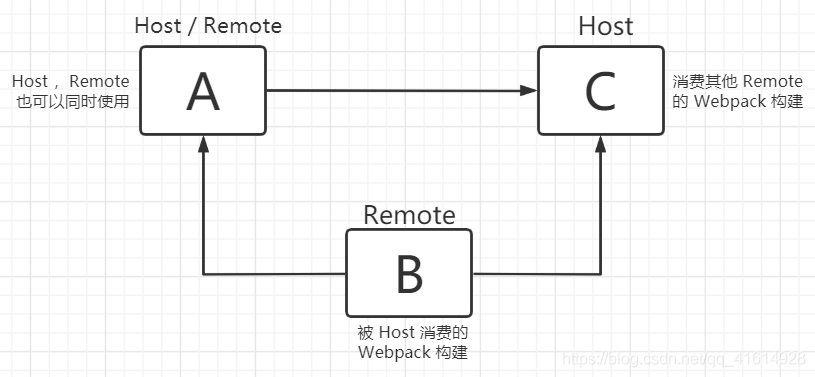 Host / Remote
Host
Host ，Remote
也可以同时使用
A
C
消费其他 Remote
的 Webpack 构建
Remote
B
被 Host 消费的
Webpack 构建
https://blog.csdn.net/qq_41614928